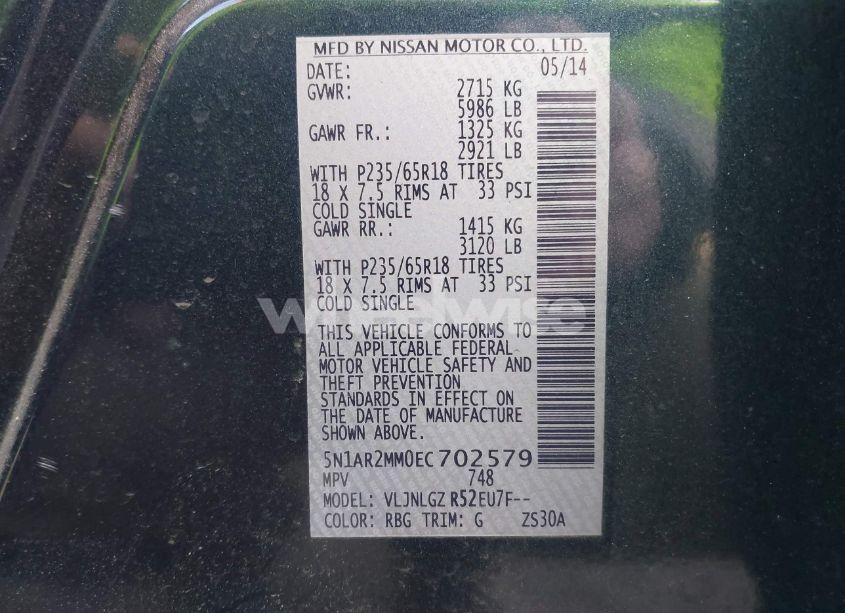 MFD BY NISSAN MOTOR CO., LTD.
DATE: 05/14
GVWR: 2715 KG
5986 LB
GAWR FR.: 1325 KG
2921 LB
WITH P235/65R18 TIRES
18 X 7.5 RIMS AT 33 PSI
COLD SINGLE
GAWR RR.: 1415 KG
3120 LB
WITH P235/65R18 TIRES
18 X 7.5 RIMS AT 33 PSI
COLD SINGLE
THIS VEHICLE CONFORMS TO
ALL APPLICABLE FEDERAL
MOTOR VEHICLE SAFETY AND
THEFT PREVENTION
STANDARDS IN EFFECT ON
THE DATE OF MANUFACTURE
SHOWN ABOVE.
5N1AR2MM0EC702579
MPV 748
MODEL: VLJNLGZ R52EU7F--
COLOR: RBG TRIM: G ZS30A